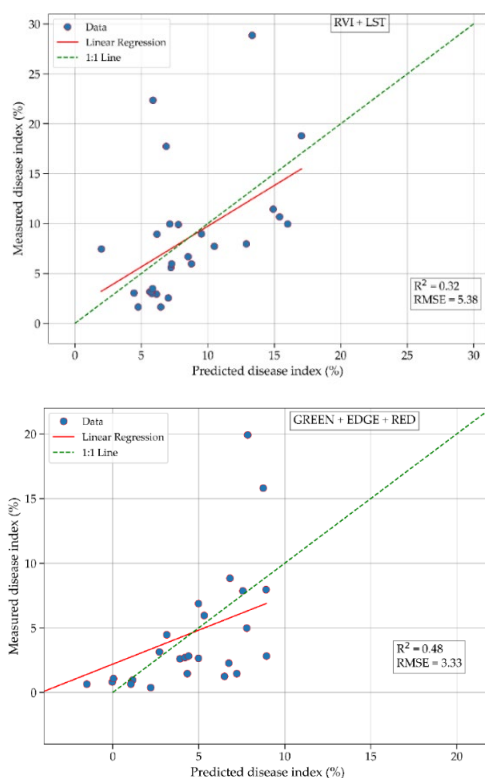 RVI + LST
Data
Linear Regression
1:1 Line
30
25
20
15
10
5
0
Measured disease index (%)
R² = 0.32
RMSE = 5.38
0 5 10 15 20 25 30
Predicted disease index (%)
GREEN + EDGE + RED
Data
Linear Regression
1:1 Line
20
15
10
5
0
Measured disease index (%)
R² = 0.48
RMSE = 3.33
0 5 10 15 20
Predicted disease index (%)